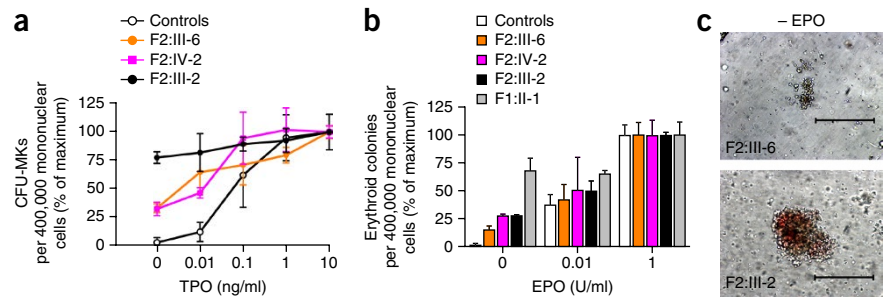 a
Controls
F2:III-6
F2:IV-2
F2:III-2
CFU-MKs
per 400,000 mononuclear
cells (% of maximum)
125
100
75
50
25
0
0 0.01 0.1 1 10
TPO (ng/ml)
b
Controls
F2:III-6
F2:IV-2
F2:III-2
F1:II-1
Erythroid colonies
per 400,000 mononuclear
cells (% of maximum)
125
100
75
50
25
0
0 0.01 1
EPO (U/ml)
c
– EPO
F2:III-6
F2:III-2